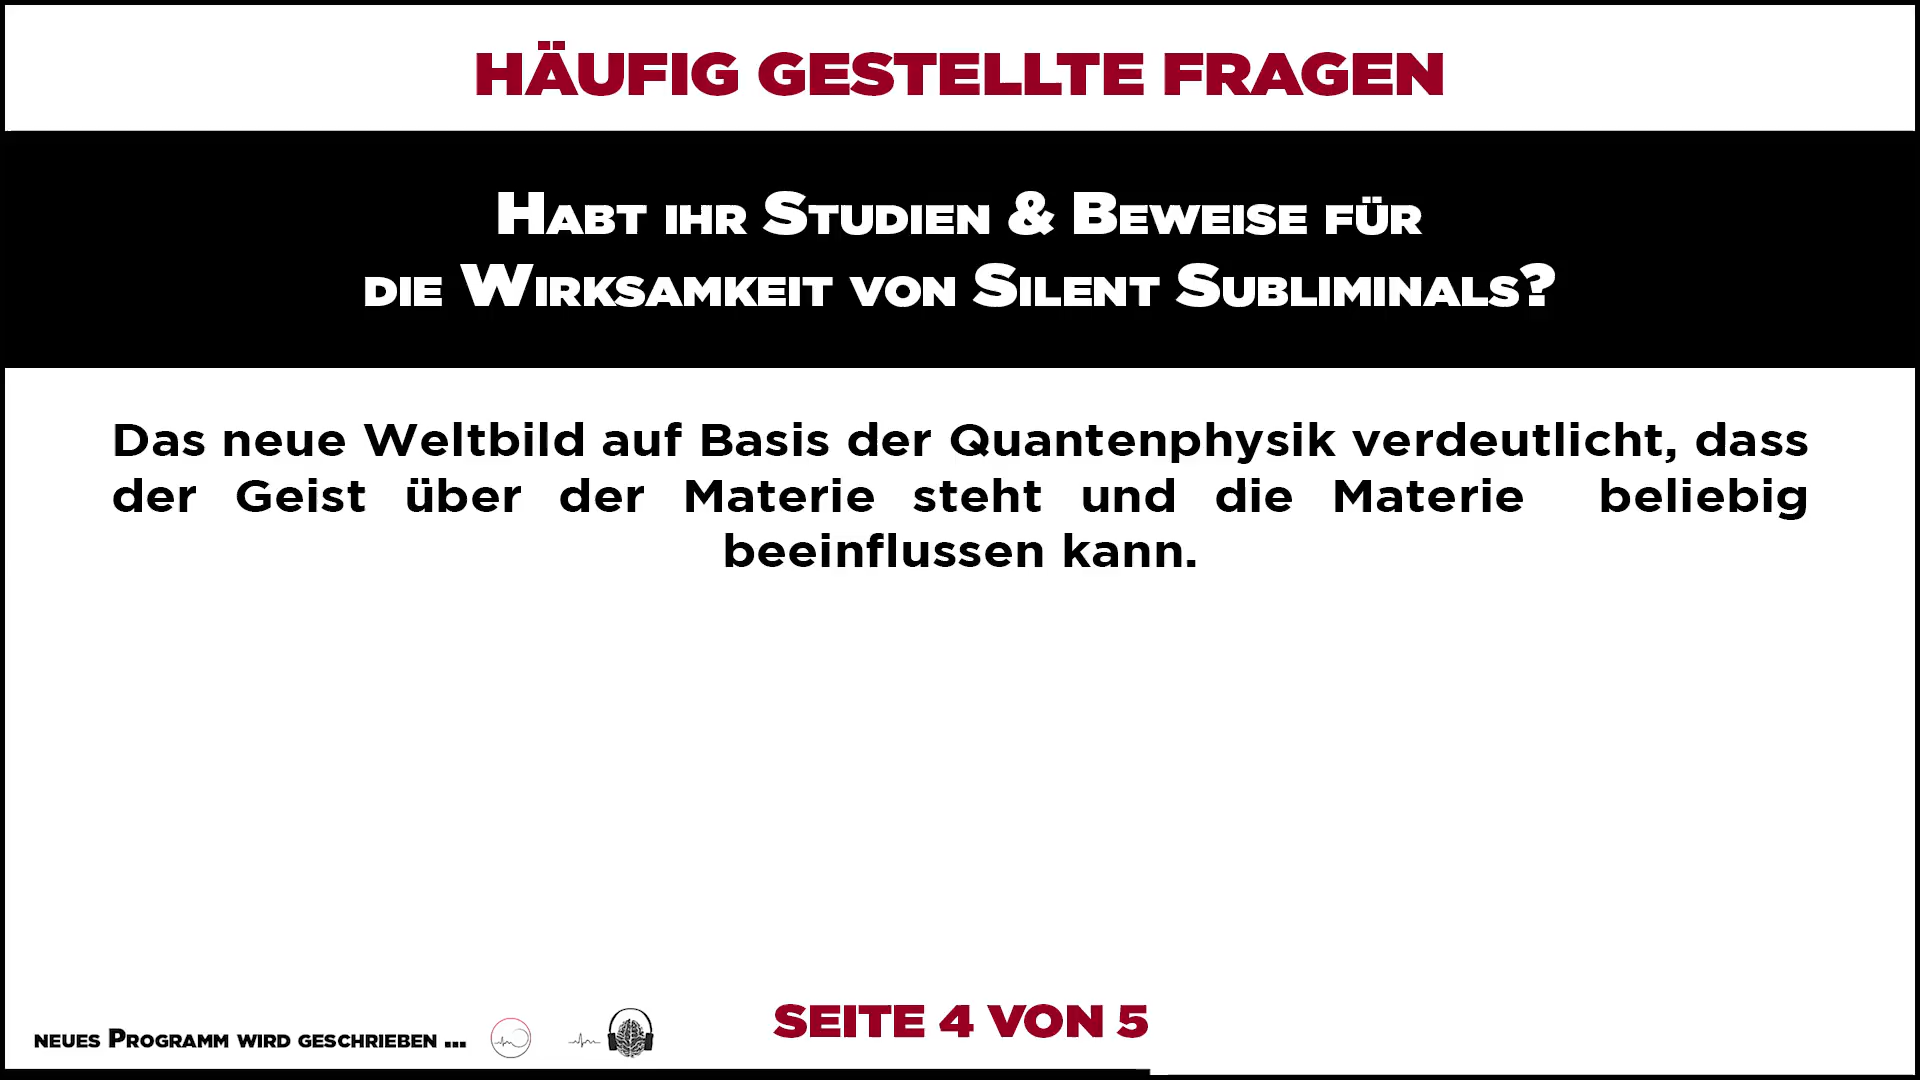 HÄUFIG GESTELLTE FRAGEN
Habt ihr Studien & Beweise für
die Wirksamkeit von Silent Subliminals?
Das neue Weltbild auf Basis der Quantenphysik verdeutlicht, dass
der Geist über der Materie steht und die Materie beliebig
beeinflussen kann.
SEITE 4 VON 5
neues Programm wird geschrieben ...